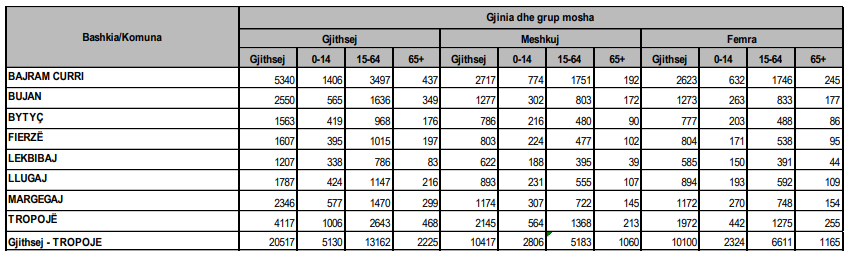 Gjinia dhe grup mosha
Bashkia/Komuna
Gjithsej Meshkuj Femra
Gjithsej 0-14 15-64 65+ Gjithsej 0-14 15-64 65+ Gjithsej 0-14 15-64 65+
BAJRAM CURRI 5340 1406 3497 437 2717 774 1751 192 2623 632 1746 245
BUJAN 2550 565 1636 349 1277 302 803 172 1273 263 833 177
BYTYÇ 1563 419 968 176 786 216 480 90 777 203 488 86
FIERZË 1607 395 1015 197 803 224 477 102 804 171 538 95
LEKBIBAJ 1207 338 786 83 622 188 395 39 585 150 391 44
LLUGAJ 1787 424 1147 216 893 231 555 107 894 193 592 109
MARGEGAJ 2346 577 1470 299 1174 307 722 145 1172 270 748 154
TROPOJË 4117 1006 2643 468 2145 564 1368 213 1972 442 1275 255
Gjithsej - TROPOJE 20517 5130 13162 2225 10417 2806 5183 1060 10100 2324 6611 1165